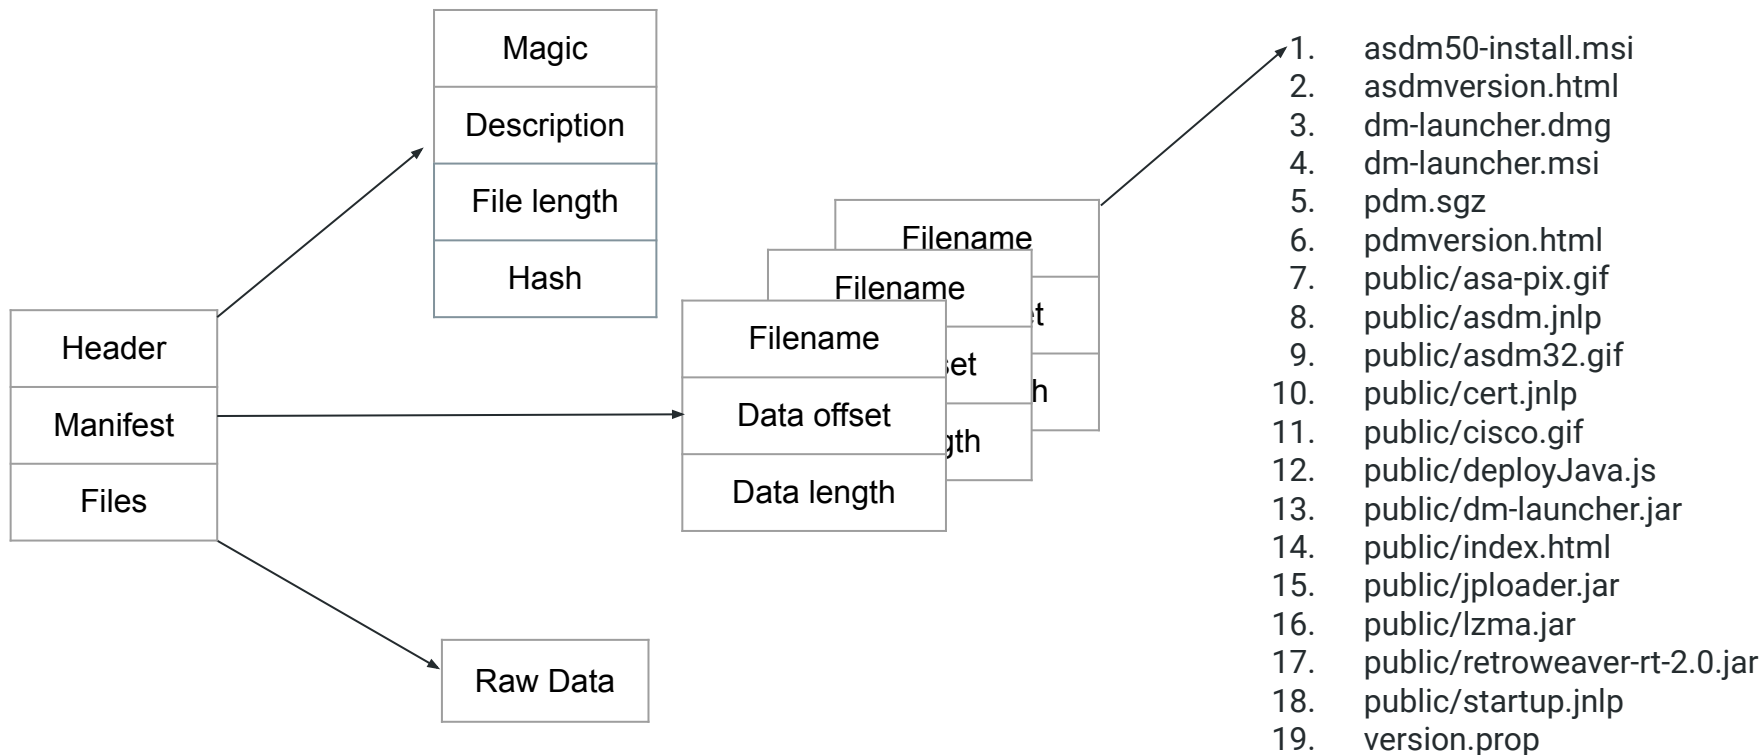 Magic
Description
File length
Hash
Header
Manifest
Files
Filename
Filename
et
h
Filename
set
gth
Data offset
Data length
Raw Data
1. asdm50-install.msi
2. asdmversion.html
3. dm-launcher.dmg
4. dm-launcher.msi
5. pdm.sgz
6. pdmversion.html
7. public/asa-pix.gif
8. public/asdm.jnlp
9. public/asdm32.gif
10. public/cert.jnlp
11. public/cisco.gif
12. public/deployJava.js
13. public/dm-launcher.jar
14. public/index.html
15. public/jploader.jar
16. public/lzma.jar
17. public/retroweaver-rt-2.0.jar
18. public/startup.jnlp
19. version.prop